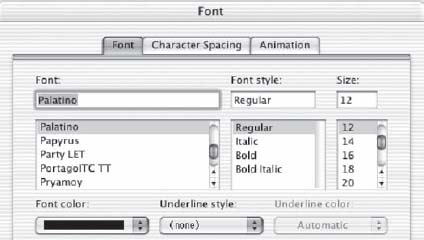 Font
Font Character Spacing Animation
Font: Font style: Size:
Palatino Regular 12
Palatino Regular 12
Papyrus Italic 14
Party LET Bold 16
PortagoITC TT Bold Italic 18
Pryamoy 20
Font color: Underline style: Underline color:
(none) Automatic